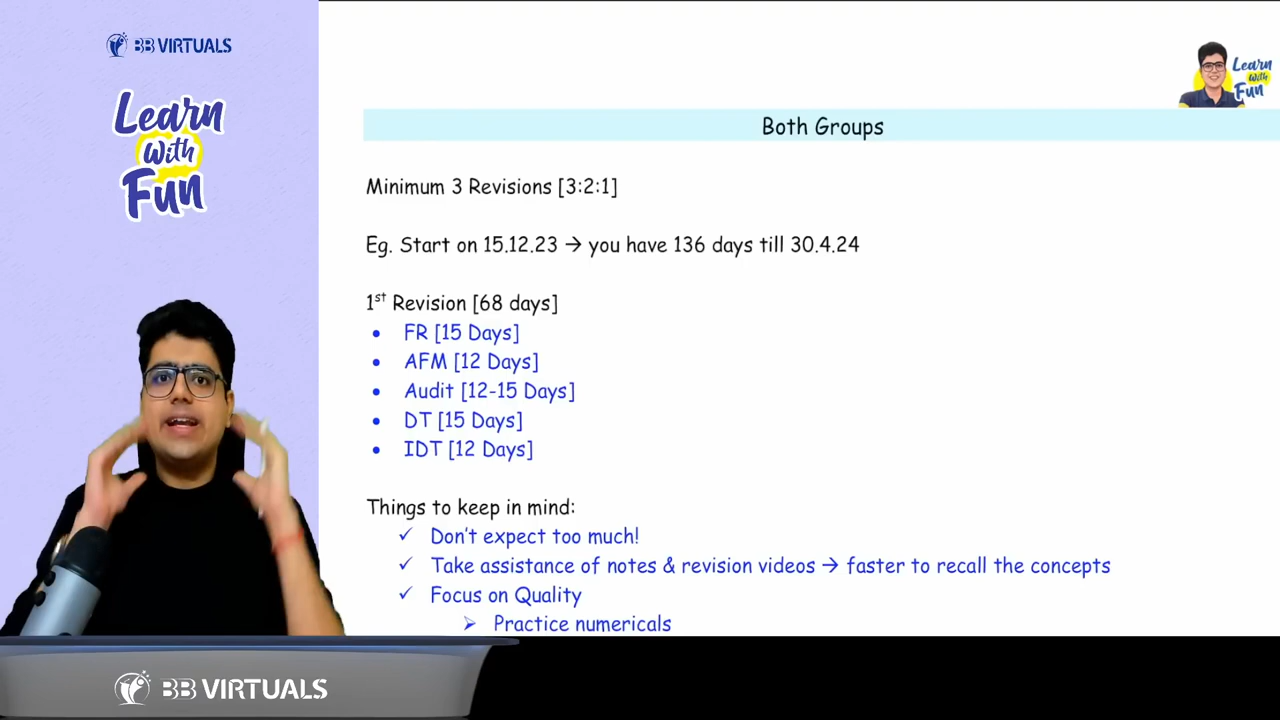 BB VIRTUALS
Learn
With
Fun
Learn
With
Fun
Both Groups
Minimum 3 Revisions [3:2:1]
Eg. Start on 15.12.23 → you have 136 days till 30.4.24
1st Revision [68 days]
• FR [15 Days]
• AFM [12 Days]
• Audit [12-15 Days]
• DT [15 Days]
• IDT [12 Days]
Things to keep in mind:
✓ Don't expect too much!
✓ Take assistance of notes & revision videos → faster to recall the concepts
✓ Focus on Quality
➢ Practice numericals
BB VIRTUALS